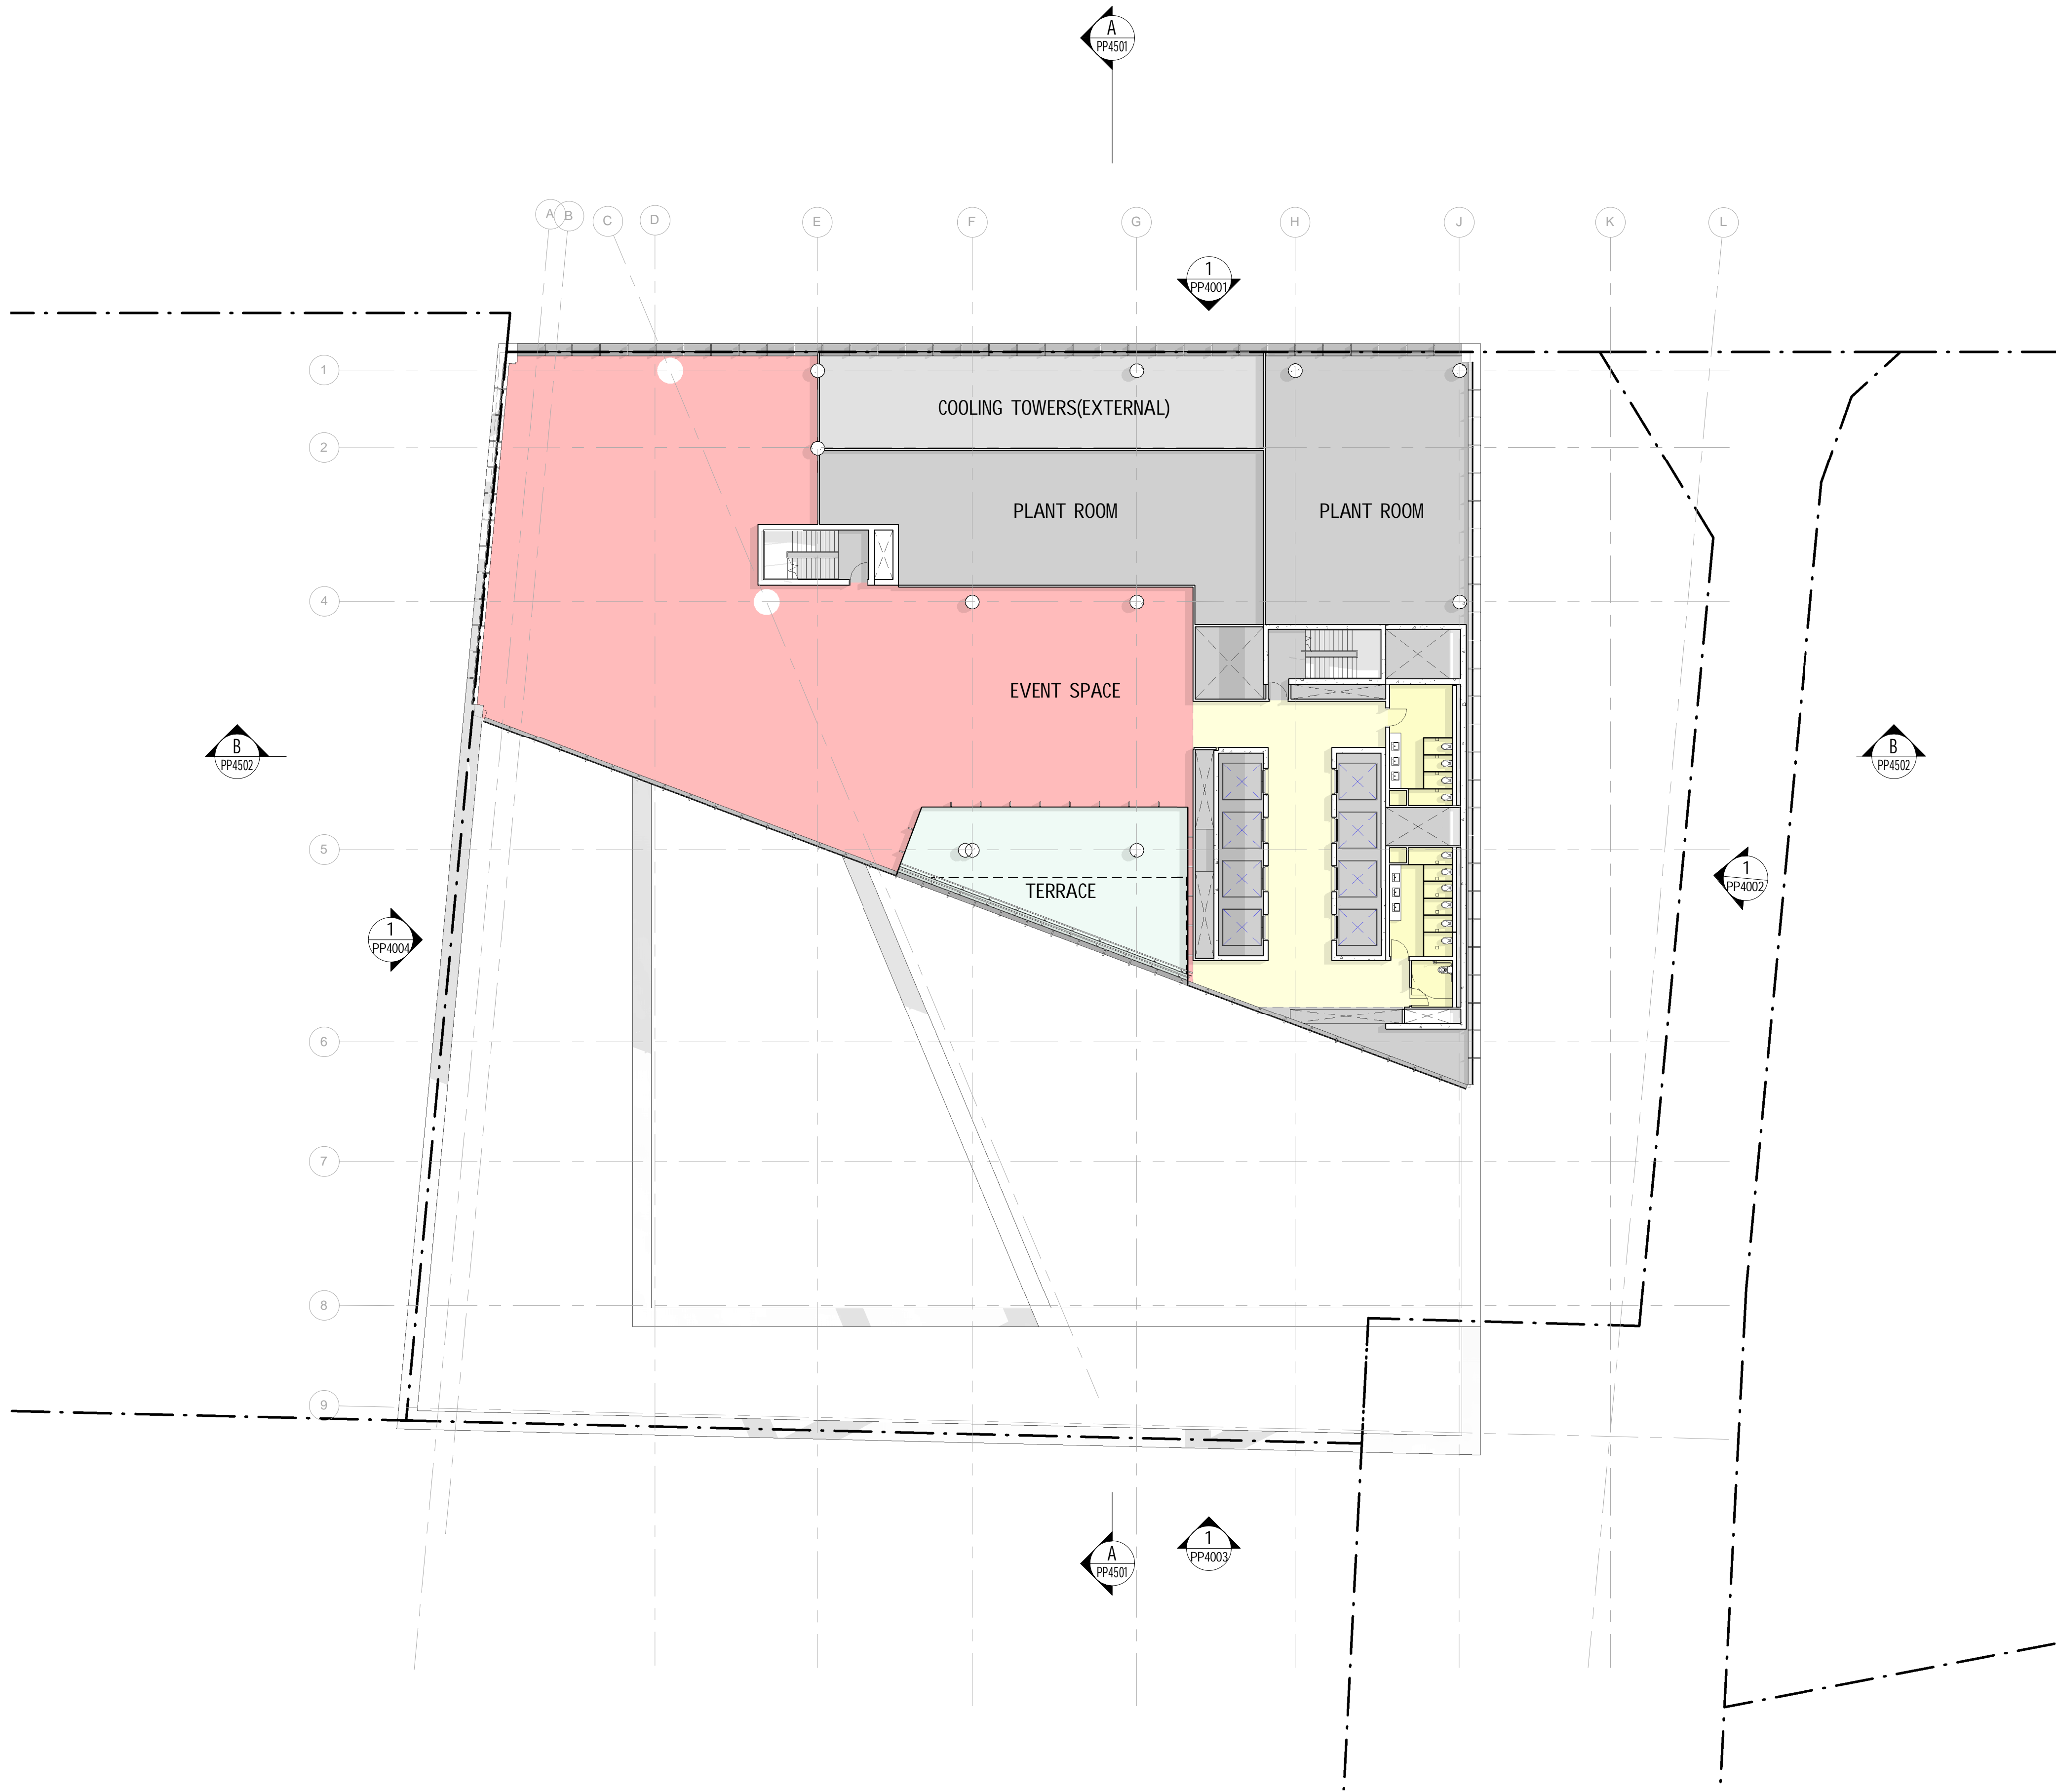 A
PP4501
A B C D E F G H J K L
1
PP4001
1
COOLING TOWERS(EXTERNAL)
2
PLANT ROOM PLANT ROOM
4
EVENT SPACE
B
PP4502
B
PP4502
5
1
PP4002
TERRACE
1
PP4004
6
7
8
9
A
PP4501
1
PP4003